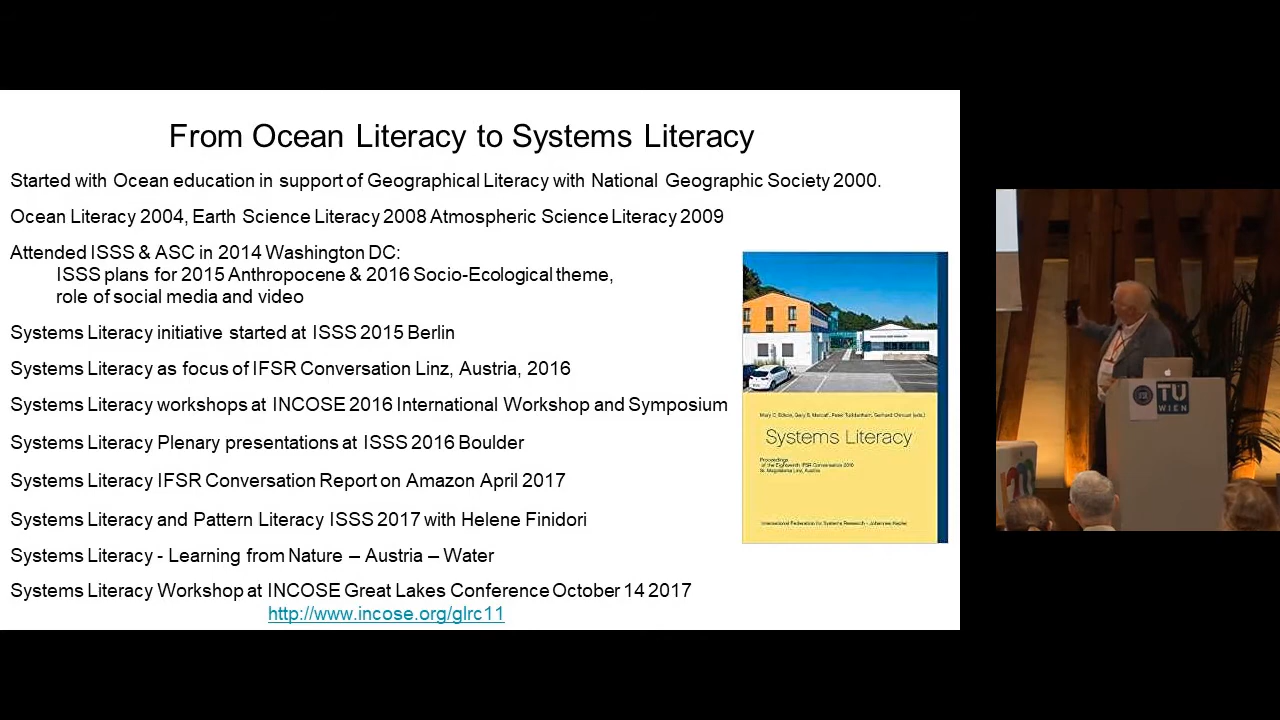 From Ocean Literacy to Systems Literacy
Started with Ocean education in support of Geographical Literacy with National Geographic Society 2000.
Ocean Literacy 2004, Earth Science Literacy 2008 Atmospheric Science Literacy 2009
Attended ISSS & ASC in 2014 Washington DC:
ISSS plans for 2015 Anthropocene & 2016 Socio-Ecological theme,
role of social media and video
Systems Literacy initiative started at ISSS 2015 Berlin
Systems Literacy as focus of IFSR Conversation Linz, Austria, 2016
Systems Literacy workshops at INCOSE 2016 International Workshop and Symposium
Systems Literacy Plenary presentations at ISSS 2016 Boulder
Systems Literacy IFSR Conversation Report on Amazon April 2017
Systems Literacy and Pattern Literacy ISSS 2017 with Helene Finidori
Systems Literacy - Learning from Nature – Austria – Water
Systems Literacy Workshop at INCOSE Great Lakes Conference October 14 2017
http://www.incose.org/glrc11
Mary C. Edson, Gary S. Metcalf, Peter Tuddenham, Gerhard Chroust (eds.)
Systems Literacy
Proceedings
of the Eighteenth IFSR Conversation 2016
St. Magdalena Linz, Austria
International Federation for Systems Research - Johannes Kepler
TU
WIEN